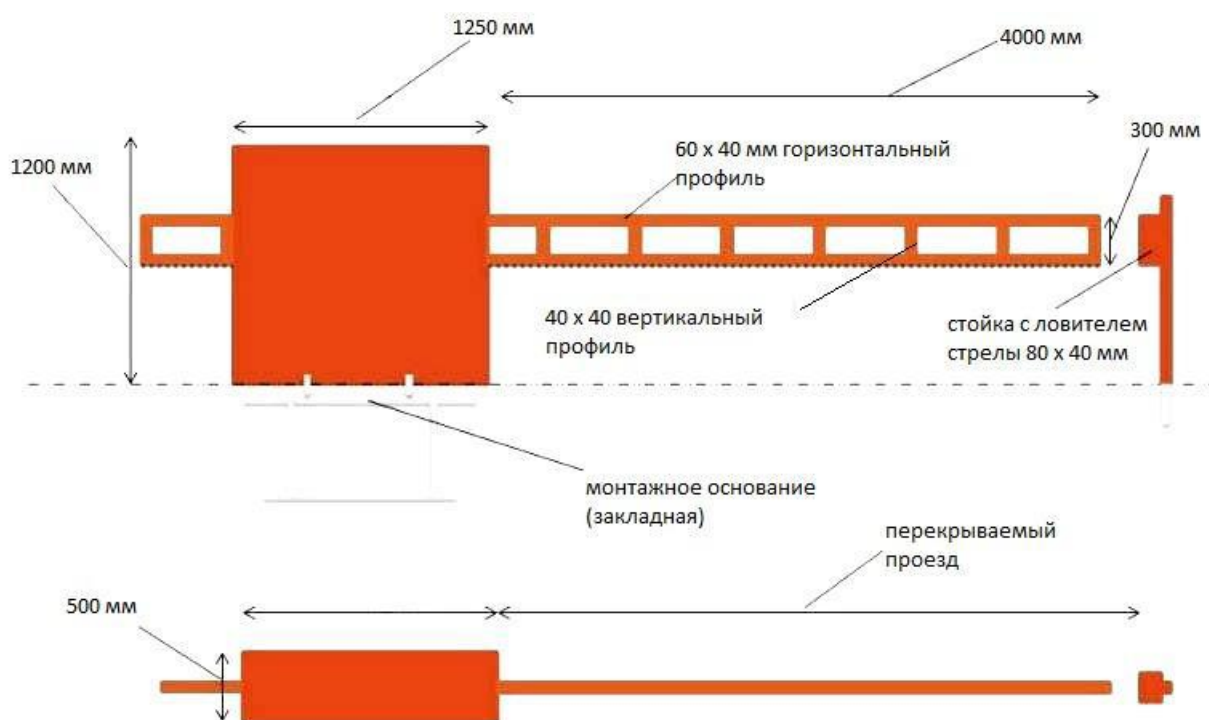 1250 мм
4000 мм
300 мм
60 х 40 мм горизонтальный
профиль
1200 мм
40 х 40 вертикальный
профиль
стойка с ловителем
стрелы 80 х 40 мм
монтажное основание
(закладная)
перекрываемый
проезд
500 мм